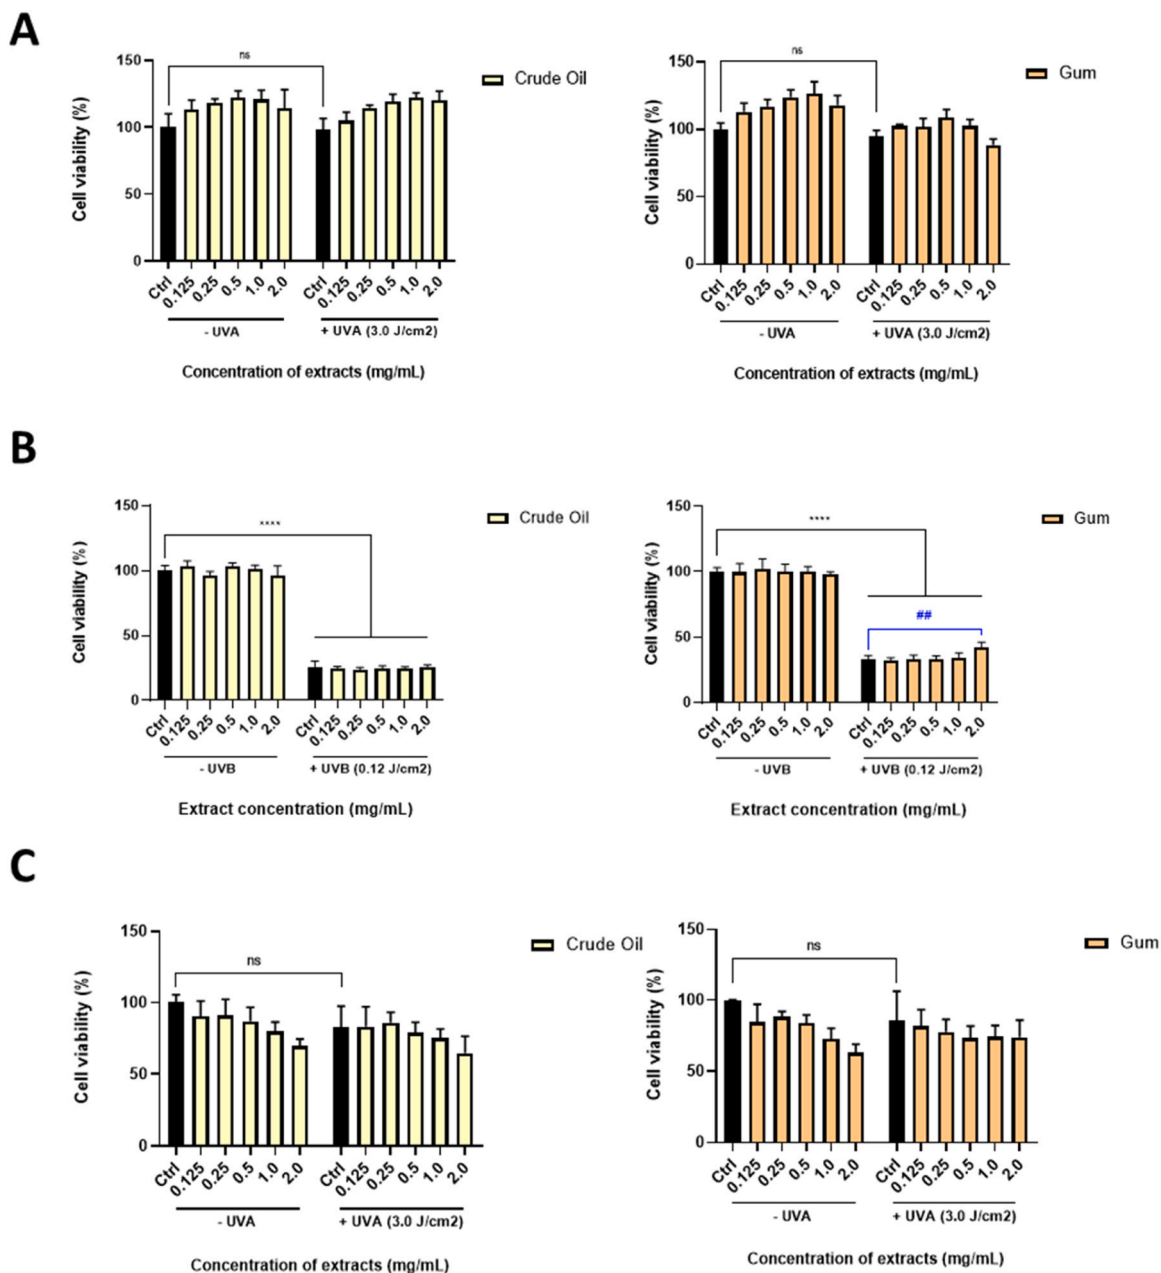 A
ns
Crude Oil
150
100
50
0
Cell viability (%)
Ctrl 0.125 0.25 0.5 1.0 2.0 Ctrl 0.125 0.25 0.5 1.0 2.0
- UVA + UVA (3.0 J/cm2)
Concentration of extracts (mg/mL)
ns
Gum
150
100
50
0
Cell viability (%)
Ctrl 0.125 0.25 0.5 1.0 2.0 Ctrl 0.125 0.25 0.5 1.0 2.0
- UVA + UVA (3.0 J/cm2)
Concentration of extracts (mg/mL)
B
****
Crude Oil
150
100
50
0
Cell viability (%)
Ctrl 0.125 0.25 0.5 1.0 2.0 Ctrl 0.125 0.25 0.5 1.0 2.0
- UVB + UVB (0.12 J/cm2)
Extract concentration (mg/mL)
****
##
Gum
150
100
50
0
Cell viability (%)
Ctrl 0.125 0.25 0.5 1.0 2.0 Ctrl 0.125 0.25 0.5 1.0 2.0
- UVB + UVB (0.12 J/cm2)
Extract concentration (mg/mL)
C
ns
Crude Oil
150
100
50
0
Cell viability (%)
Ctrl 0.125 0.25 0.5 1.0 2.0 Ctrl 0.125 0.25 0.5 1.0 2.0
- UVA + UVA (3.0 J/cm2)
Concentration of extracts (mg/mL)
ns
Gum
150
100
50
0
Cell viability (%)
Ctrl 0.125 0.25 0.5 1.0 2.0 Ctrl 0.125 0.25 0.5 1.0 2.0
- UVA + UVA (3.0 J/cm2)
Concentration of extracts (mg/mL)